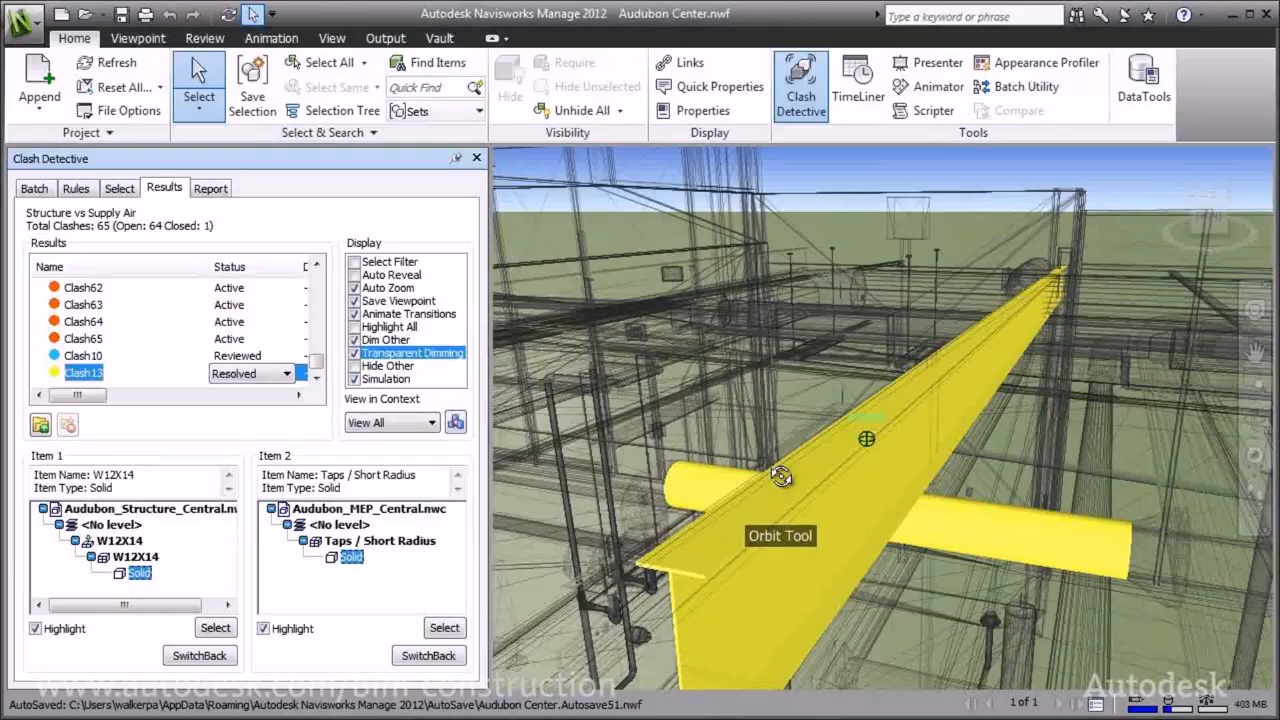 Autodesk Navisworks Manage 2012 Audubon Center.nwf
Type a keyword or phrase
Home Viewpoint Review Animation View Output Vault
Append
Refresh
Reset All...
File Options
Project
Select
Save Selection
Select All
Select Same
Selection Tree
Find Items
Quick Find
Sets
Select & Search
Hide
Require
Hide Unselected
Unhide All
Visibility
Links
Quick Properties
Properties
Display
Clash Detective
TimeLiner
Presenter
Animator
Scripter
Appearance Profiler
Batch Utility
Compare
Tools
DataTools
Clash Detective
Batch Rules Select Results Report
Structure vs Supply Air
Total Clashes: 65 (Open: 64 Closed: 1)
Results
Name Status
Clash62 Active
Clash63 Active
Clash64 Active
Clash65 Active
Clash10 Reviewed
Clash13 Resolved
Display
Select Filter
Auto Reveal
Auto Zoom
Save Viewpoint
Animate Transitions
Highlight All
Dim Other
Transparent Dimming
Hide Other
Simulation
View in Context
View All
Item 1
Item Name: W12X14
Item Type: Solid
Audubon_Structure_Central.nw
<No level>
W12X14
W12X14
Solid
Highlight
Select
SwitchBack
Item 2
Item Name: Taps / Short Radius
Item Type: Solid
Audubon_MEP_Central.nwc
<No level>
Taps / Short Radius
Solid
Highlight
Select
SwitchBack
Orbit Tool
www.autodesk.com/bim-construction
Autodesk
AutoSaved: C:\Users\walkerpa\AppData\Roaming\Autodesk Navisworks Manage 2012\AutoSave\Audubon Center.Autosave51.nwf
1 of 1
403 MB